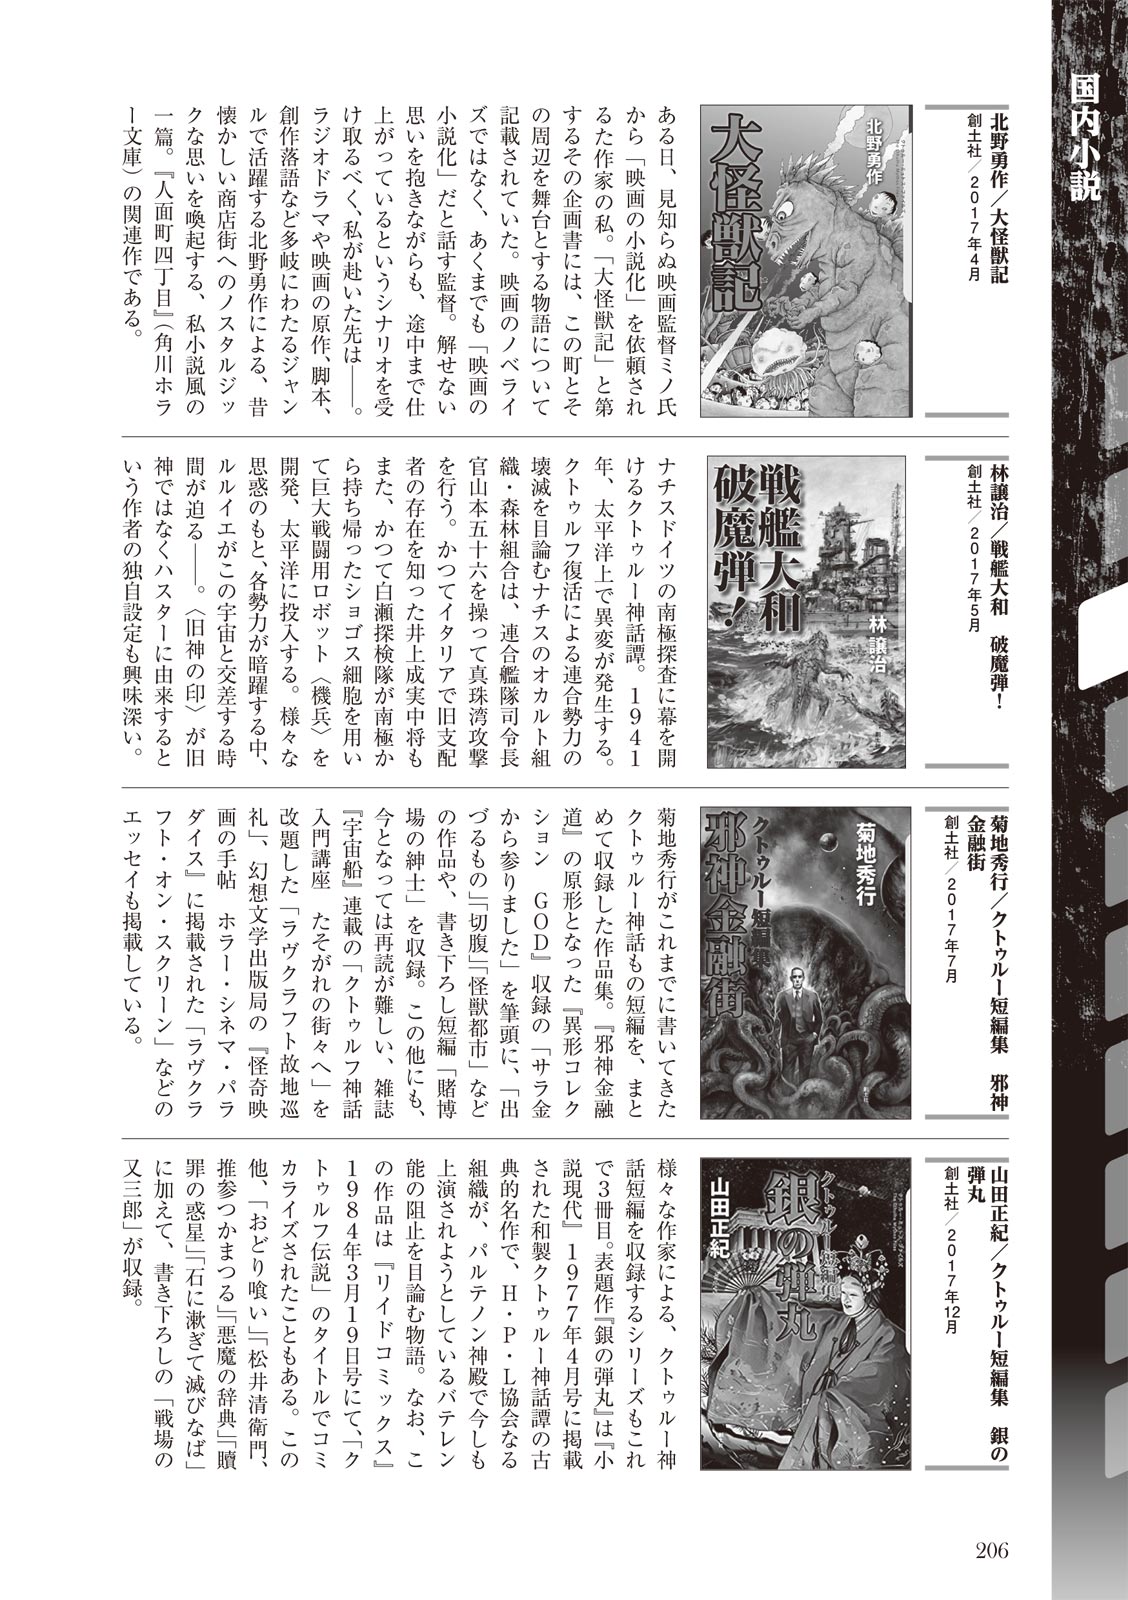 国内小説
北野勇作／大怪獣記
創土社／2017年4月
北野勇作
大怪獣記
ある日、見知らぬ映画監督ミノ氏
から「映画の小説化」を依頼され
るた作家の私。「大怪獣記」と第
するその企画書には、この町とそ
の周辺を舞台とする物語について
記載されていた。映画のノベライ
ズではなく、あくまでも「映画の
小説化」だと話す監督。解せない
思いを抱きながらも、途中まで仕
上がっているというシナリオを受
け取るべく、私が赴いた先は――。
ラジオドラマや映画の原作、脚本、
創作落語など多岐にわたるジャン
ルで活躍する北野勇作による、昔
懐かしい商店街へのノスタルジッ
クな思いを喚起する、私小説風の
一篇。『人面町四丁目』（角川ホラ
ー文庫）の関連作である。
林譲治／戦艦大和　破魔弾！
創土社／2017年5月
戦艦大和
破魔弾！
林譲治
ナチスドイツの南極探査に幕を開
けるクトゥルー神話譚。1941
年、太平洋上で異変が発生する。
クトゥルフ復活による連合勢力の
壊滅を目論むナチスのオカルト組
織・森林組合は、連合艦隊司令長
官山本五十六を操って真珠湾攻撃
を行う。かつてイタリアで旧支配
者の存在を知った井上成実中将も
また、かつて白瀬探検隊が南極か
ら持ち帰ったショゴス細胞を用い
て巨大戦闘用ロボット〈機兵〉を
開発、太平洋に投入する。様々な
思惑のもと、各勢力が暗躍する中、
ルルイエがこの宇宙と交差する時
間が迫る――。〈旧神の印〉が旧
神ではなくハスターに由来すると
いう作者の独自設定も興味深い。
菊地秀行／クトゥルー短編集　邪神
金融街
創土社／2017年7月
菊地秀行
クトゥルー短編集
邪神金融街
菊地秀行がこれまでに書いてきた
クトゥルー神話もの短編を、まと
めて収録した作品集。『邪神金融
道』の原形となった『異形コレク
ション　GOD』収録の「サラ金
から参りました」を筆頭に、「出
づるもの」「切腹」「怪獣都市」など
の作品や、書き下ろし短編「賭博
場の紳士」を収録。この他にも、
今となっては再読が難しい、雑誌
『宇宙船』連載の「クトゥルフ神話
入門講座　たそがれの街々へ」を
改題した「ラヴクラフト故地巡
礼」、幻想文学出版局の『怪奇映
画の手帖　ホラー・シネマ・パラ
ダイス』に掲載された「ラヴクラ
フト・オン・スクリーン」などの
エッセイも掲載している。
山田正紀／クトゥルー短編集　銀の
弾丸
創土社／2017年12月
クトゥルー短編集
銀の弾丸
山田正紀
様々な作家による、クトゥルー神
話短編を収録するシリーズもこれ
で3冊目。表題作『銀の弾丸』は『小
説現代』1977年4月号に掲載
された和製クトゥルー神話譚の古
典的名作で、H・P・L協会なる
組織が、パルテノン神殿で今しも
上演されようとしているバテレン
能の阻止を目論む物語。なお、こ
の作品は『リイドコミックス』
1984年3月19日号にて、「ク
トゥルフ伝説」のタイトルでコミ
カライズされたこともある。この
他、「おどり喰い」「松井清衛門、
推参つかまつる」「悪魔の辞典」「贖
罪の惑星」「石に漱ぎて滅びなば」
に加えて、書き下ろしの「戦場の
又三郎」が収録。
206